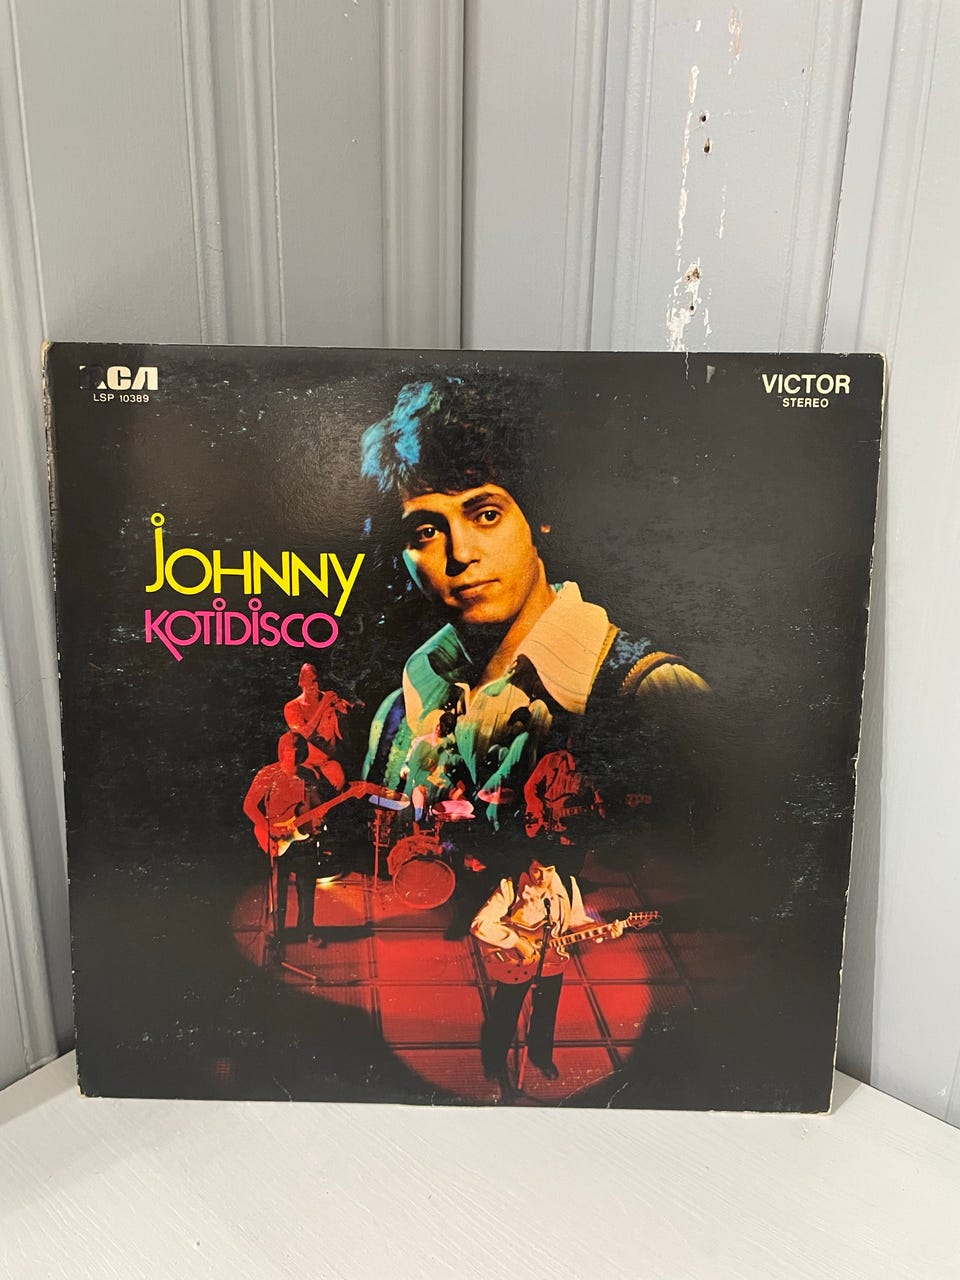 RCA
LSP 10389
VICTOR
STEREO
JOHNNY
KOTIDISCO